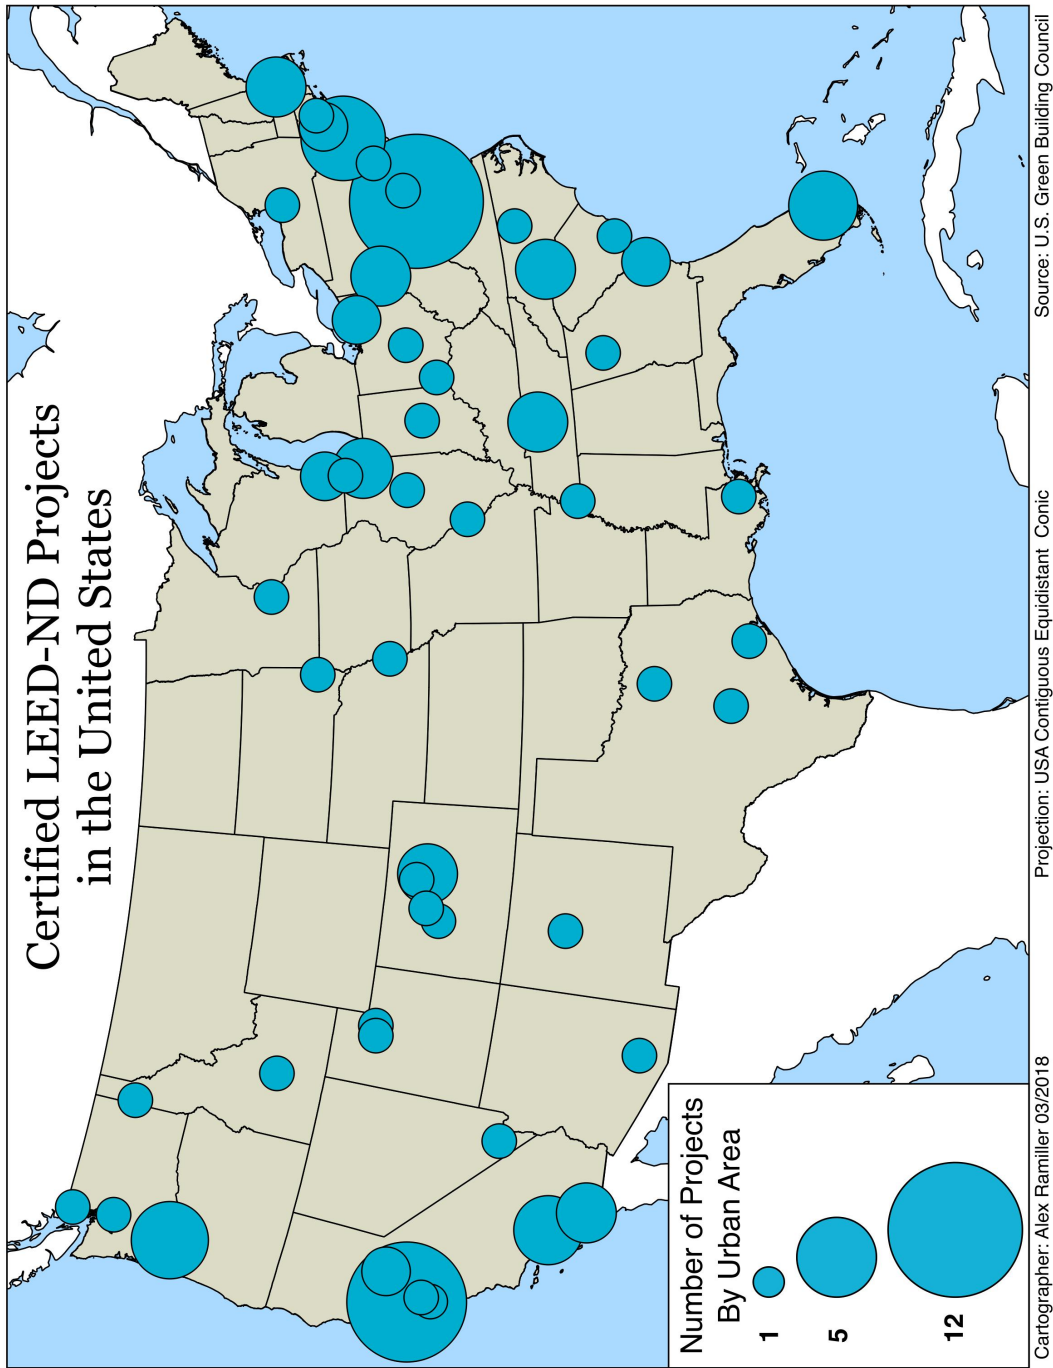 Certified LEED-ND Projects
in the United States
Number of Projects
By Urban Area
1
5
12
Cartographer: Alex Ramiller 03/2018
Projection: USA Contiguous Equidistant Conic
Source: U.S. Green Building Council